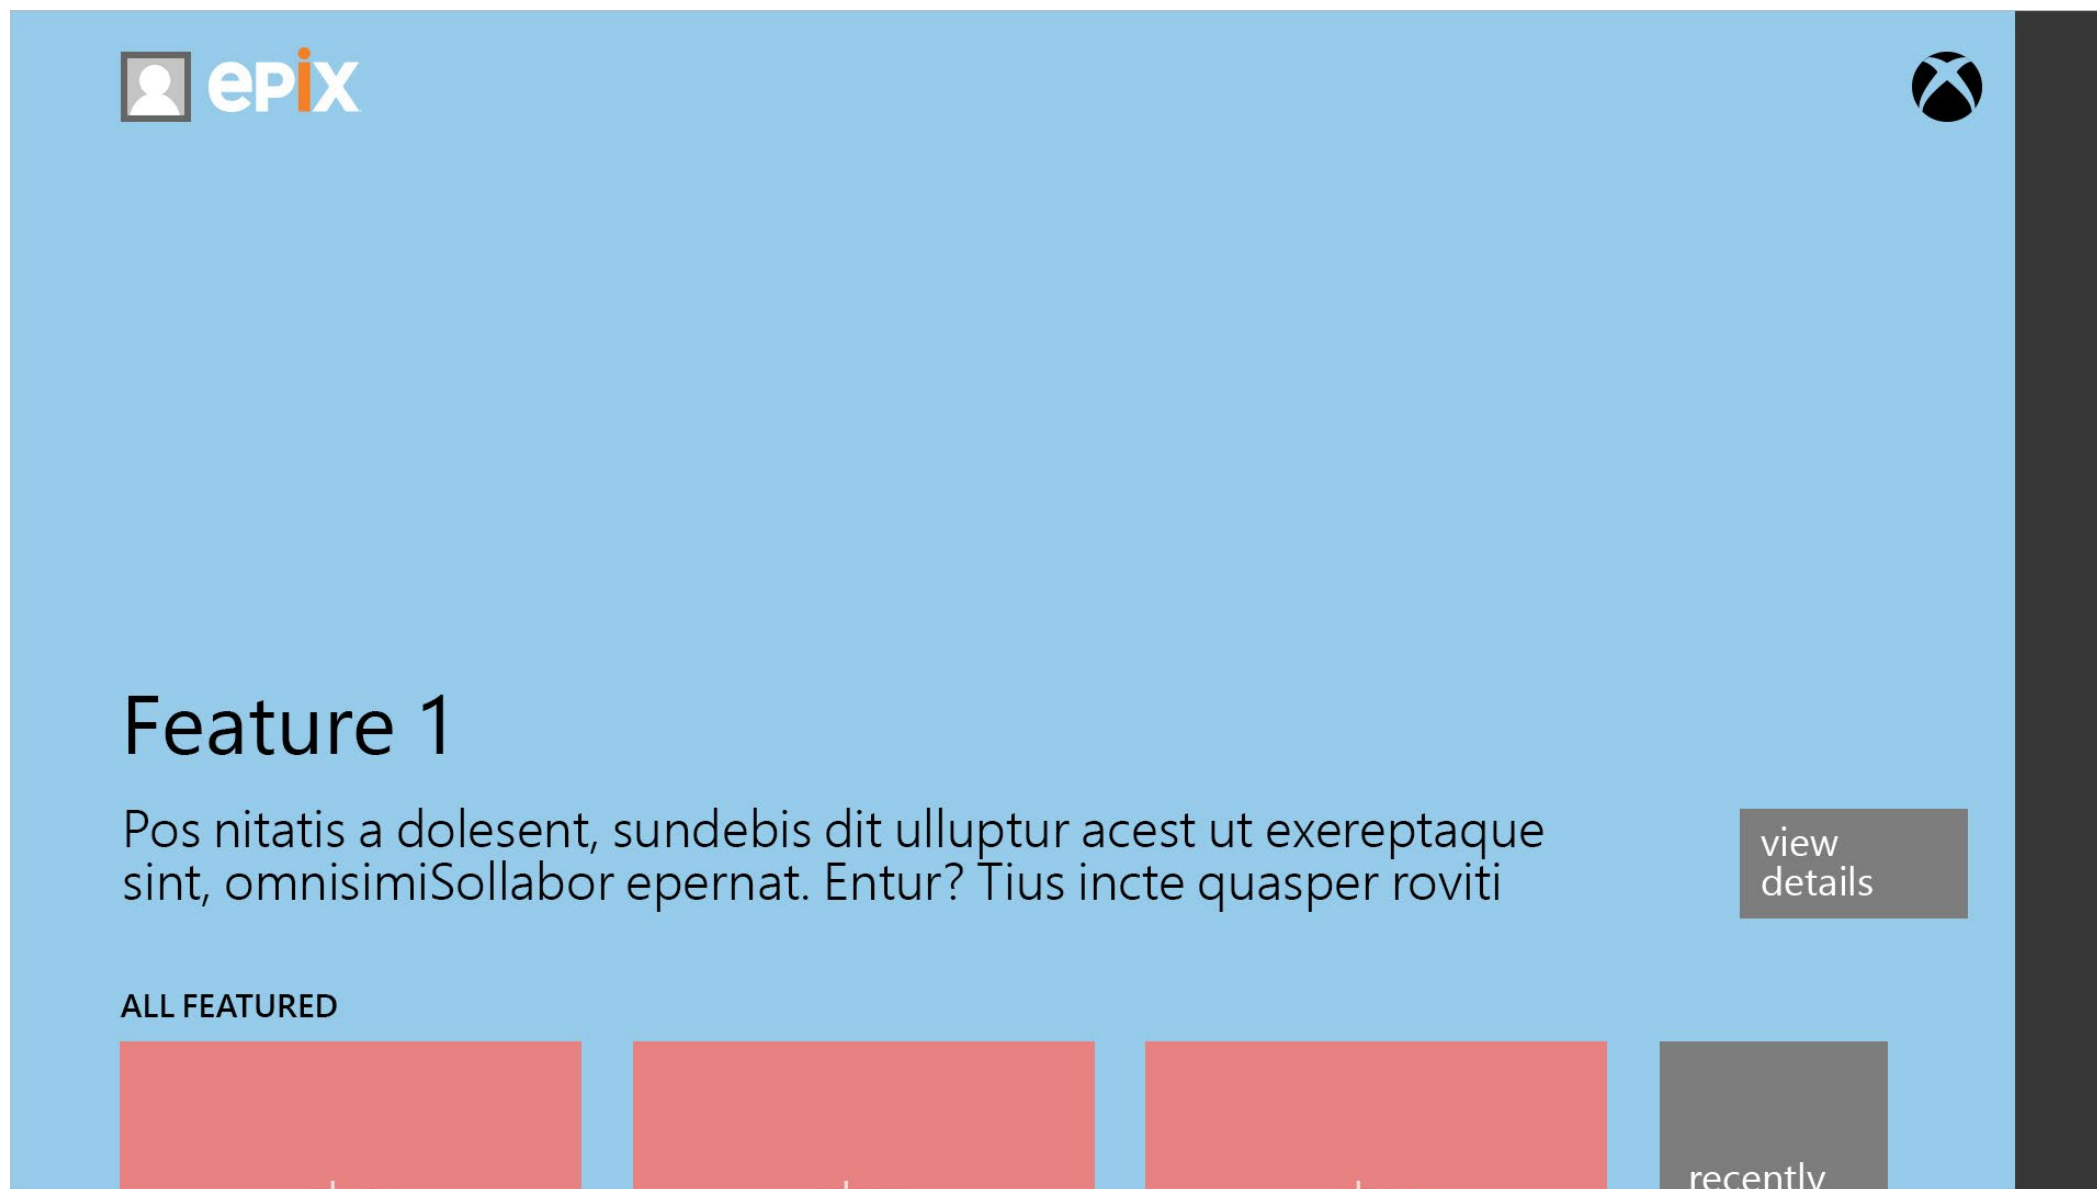 epix
Feature 1
Pos nitatis a dolesent, sundebis dit ulluptur acest ut exereptaque
sint, omnisimiSollabor epernat. Entur? Tius incte quasper roviti
view
details
ALL FEATURED
recently